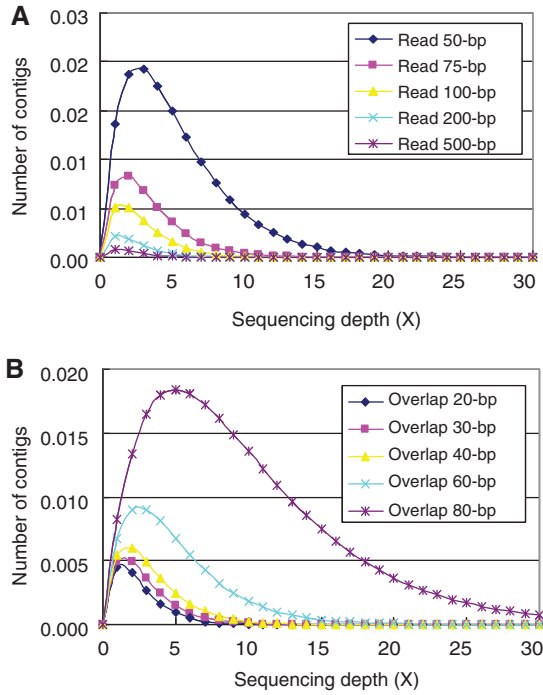 A
0.03
0.02
0.02
0.01
0.01
0.00
Number of contigs
0 5 10 15 20 25 30
Sequencing depth (X)
Read 50-bp
Read 75-bp
Read 100-bp
Read 200-bp
Read 500-bp
B
0.020
0.015
0.010
0.005
0.000
Number of contigs
0 5 10 15 20 25 30
Sequencing depth (X)
Overlap 20-bp
Overlap 30-bp
Overlap 40-bp
Overlap 60-bp
Overlap 80-bp